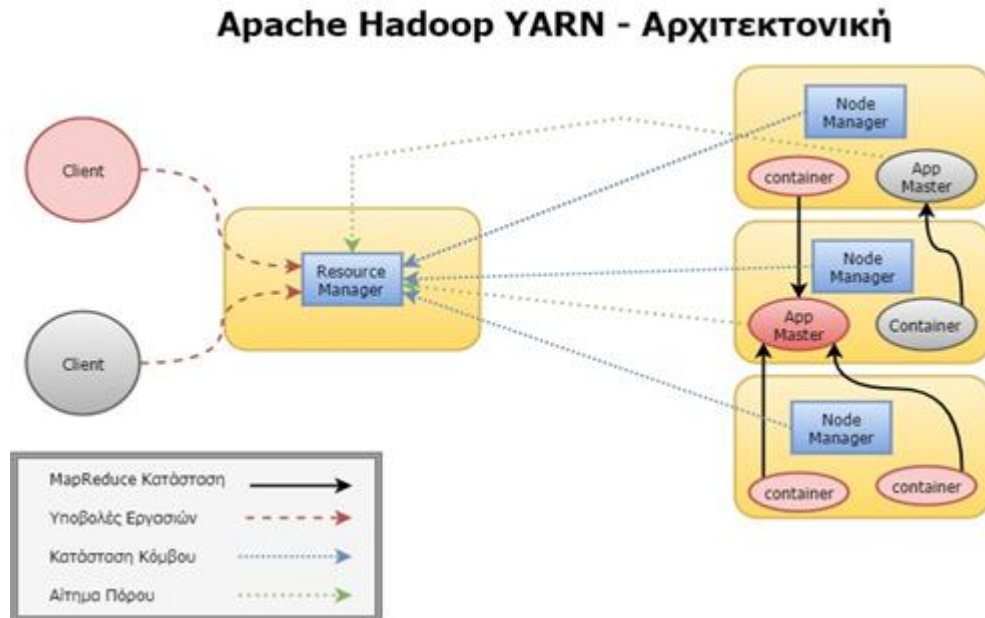 Apache Hadoop YARN - Αρχιτεκτονική
Client
Client
Resource
Manager
Node
Manager
container
App
Master
Node
Manager
App
Master
Container
Node
Manager
container
container
MapReduce Κατάσταση
Υποβολές Εργασιών
Κατάσταση Κόμβου
Αίτημα Πόρου